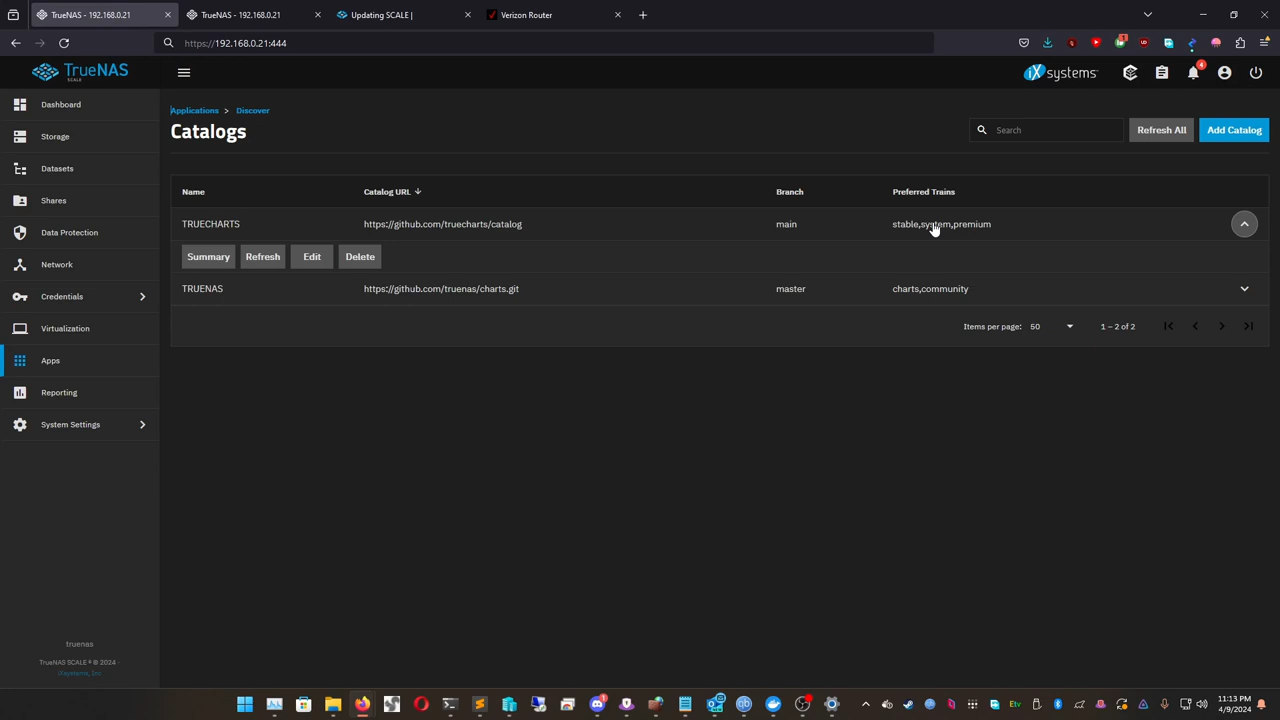 TrueNAS - 192.168.0.21
TrueNAS - 192.168.0.21
Updating SCALE |
Verizon Router
https://192.168.0.21:444
1
TrueNAS
SCALE
iXsystems
4
Dashboard
Storage
Datasets
Shares
Data Protection
Network
Credentials
Virtualization
Apps
Reporting
System Settings
truenas
TrueNAS SCALE ® © 2024 -
iXsystems, Inc
Applications > Discover
Catalogs
Search
Refresh All
Add Catalog
Name Catalog URL Branch Preferred Trains
TRUECHARTS https://github.com/truecharts/catalog main stable,system,premium
Summary Refresh Edit Delete
TRUENAS https://github.com/truenas/charts.git master charts,community
Items per page: 50 1 – 2 of 2
Etv
11:13 PM
4/9/2024